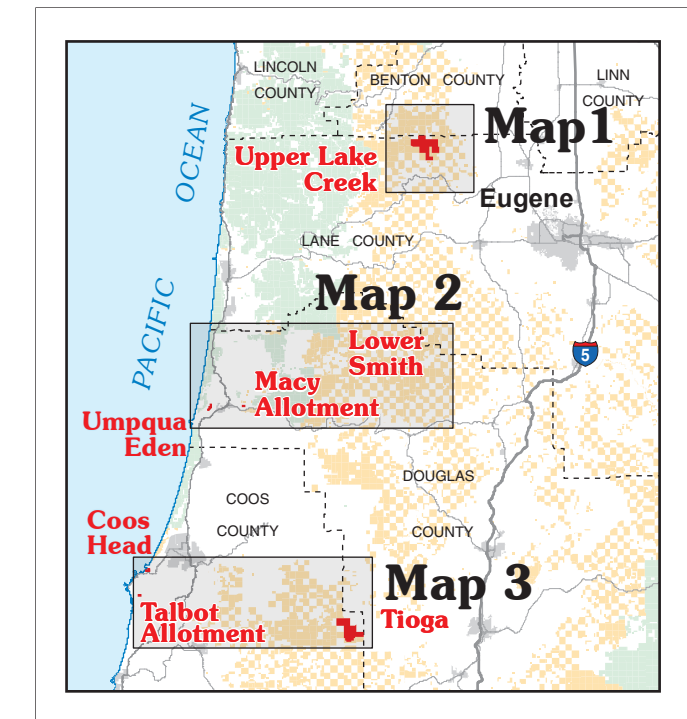 LINCOLN
COUNTY
BENTON COUNTY
LINN
COUNTY
Map1
Upper Lake
Creek
Eugene
OCEAN
PACIFIC
LANE COUNTY
Map 2
Lower
Smith
5
Macy
Allotment
Umpqua
Eden
DOUGLAS
COUNTY
COOS
COUNTY
Coos
Head
Map 3
Talbot
Allotment
Tioga